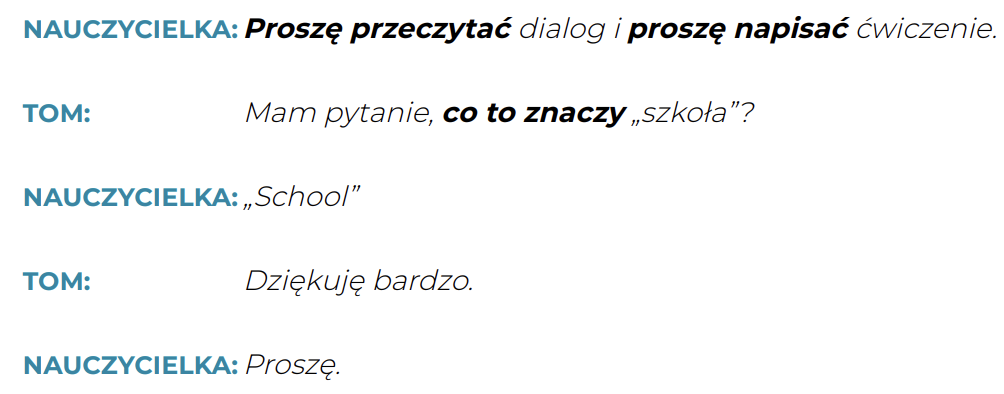 NAUCZYCIELKA: Proszę przeczytać dialog i proszę napisać ćwiczenie.
TOM: Mam pytanie, co to znaczy „szkoła”?
NAUCZYCIELKA: „School”
TOM: Dziękuję bardzo.
NAUCZYCIELKA: Proszę.